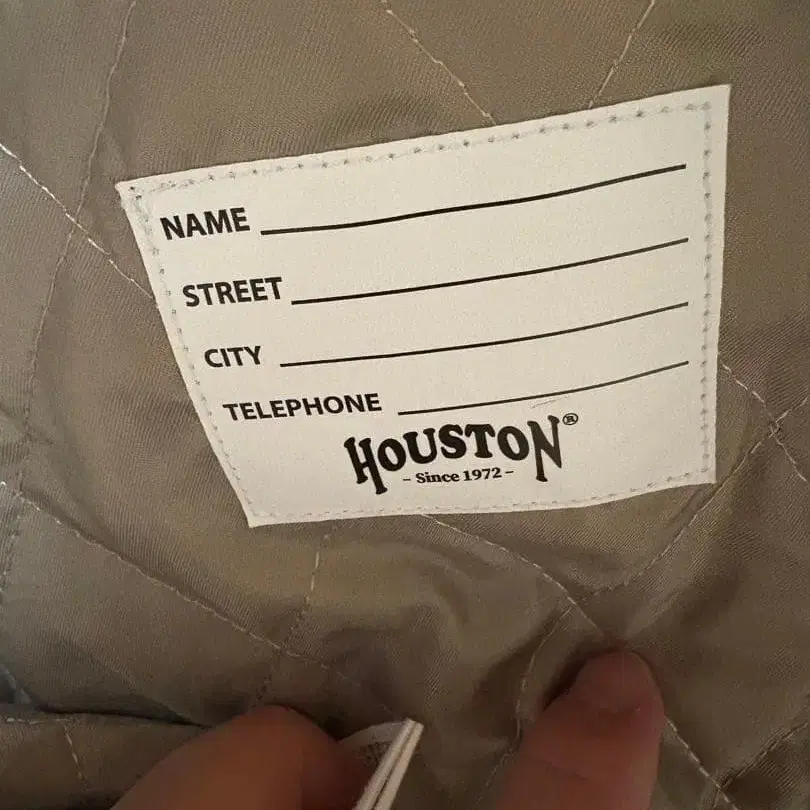 NAME
STREET
CITY
TELEPHONE
HOUSTON®
- Since 1972 -